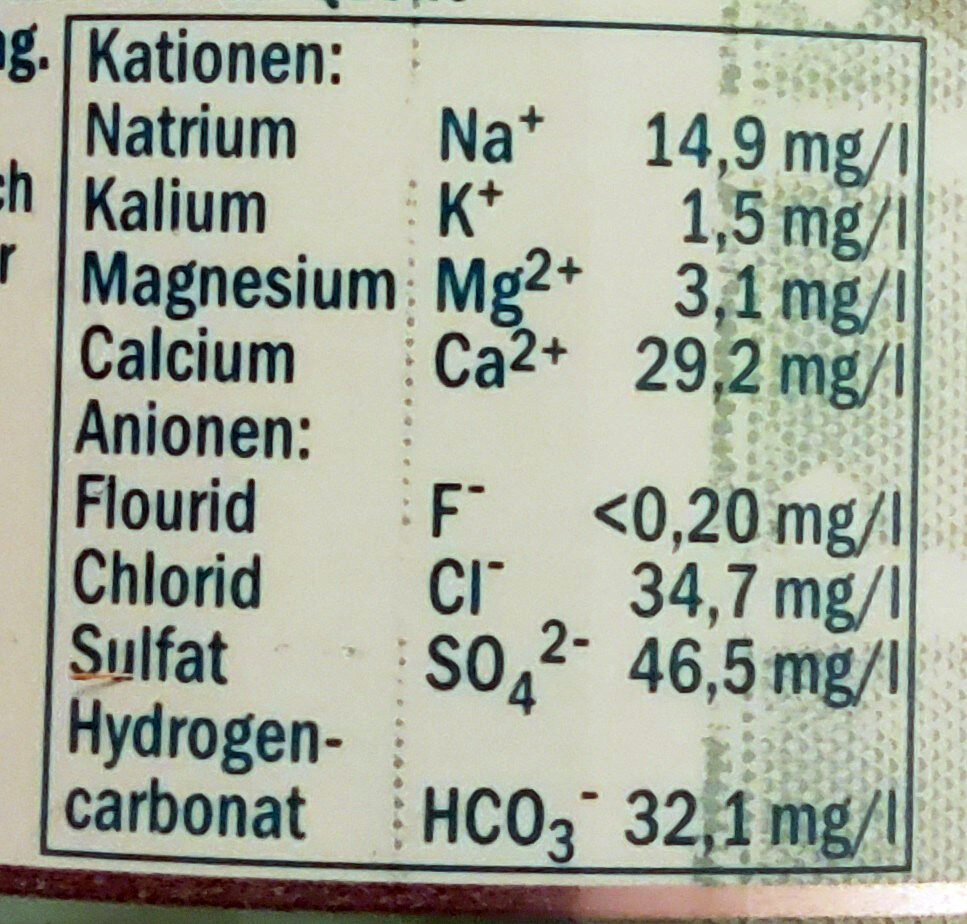 g.
Kationen:
Natrium Na⁺ 14,9 mg/l
ch
Kalium K⁺ 1,5 mg/l
r
Magnesium Mg²⁺ 3,1 mg/l
Calcium Ca²⁺ 29,2 mg/l
Anionen:
Flourid F⁻ <0,20 mg/l
Chlorid Cl⁻ 34,7 mg/l
Sulfat SO₄²⁻ 46,5 mg/l
Hydrogen-
carbonat HCO₃⁻ 32,1 mg/l